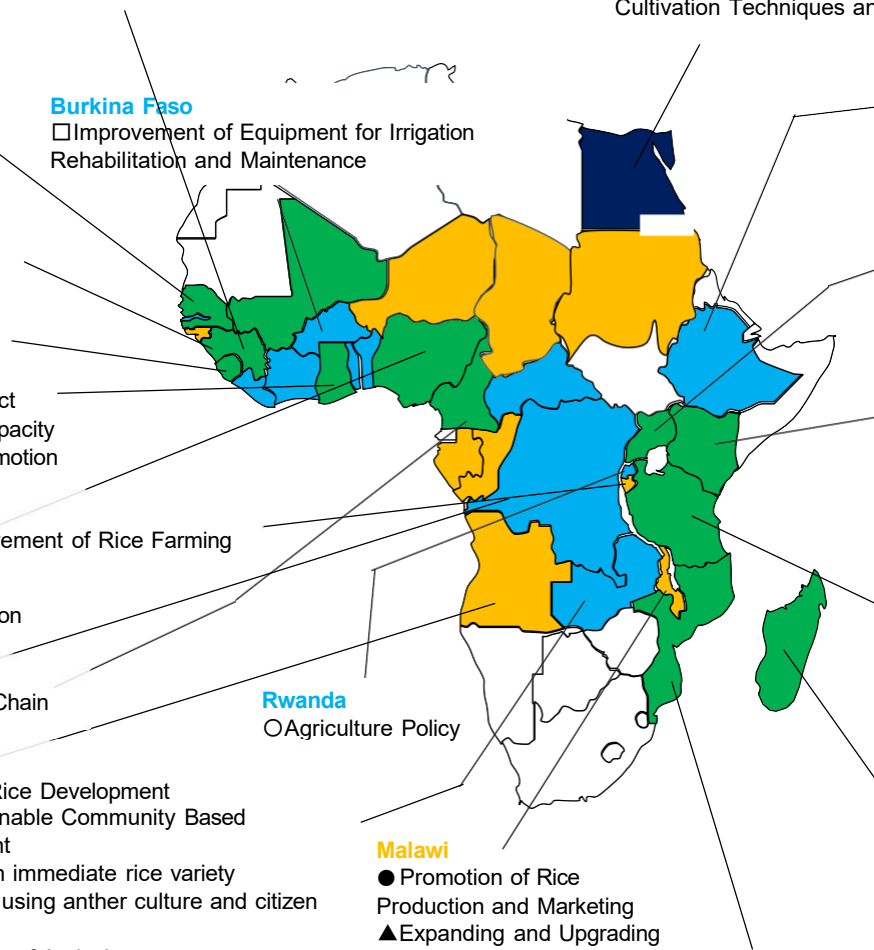 Cultivation Techniques an
Burkina Faso
□Improvement of Equipment for Irrigation
Rehabilitation and Maintenance
ct
pacity
motion
ement of Rice Farming
on
Chain
Rwanda
○Agriculture Policy
Rice Development
nable Community Based
nt
n immediate rice variety
using anther culture and citizen
Malawi
●Promotion of Rice
Production and Marketing
▲Expanding and Upgrading